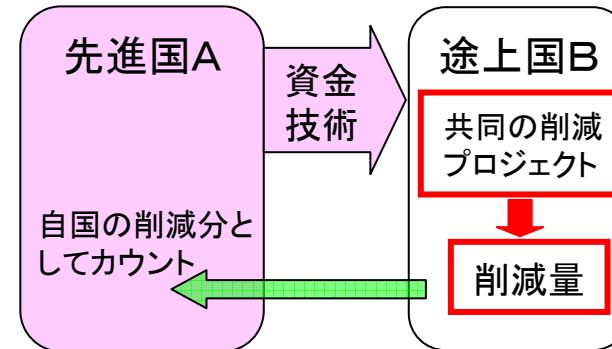 先進国A
資金
技術
途上国B
共同の削減
プロジェクト
自国の削減分と
してカウント
削減量